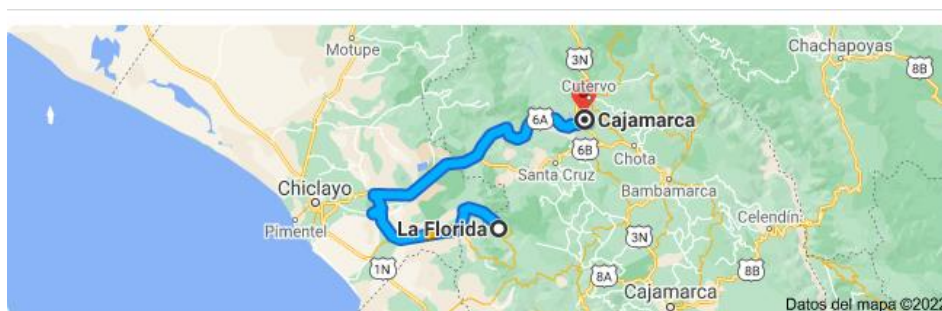 Motupe
3N
Chachapoyas
8B
Cutervo
6A
Cajamarca
6B
Chota
Santa Cruz
Chiclayo
Bambamarca
Pimentel
La Florida
Celendín
3N
1N
8A
8B
Cajamarca
Datos del mapa ©2022